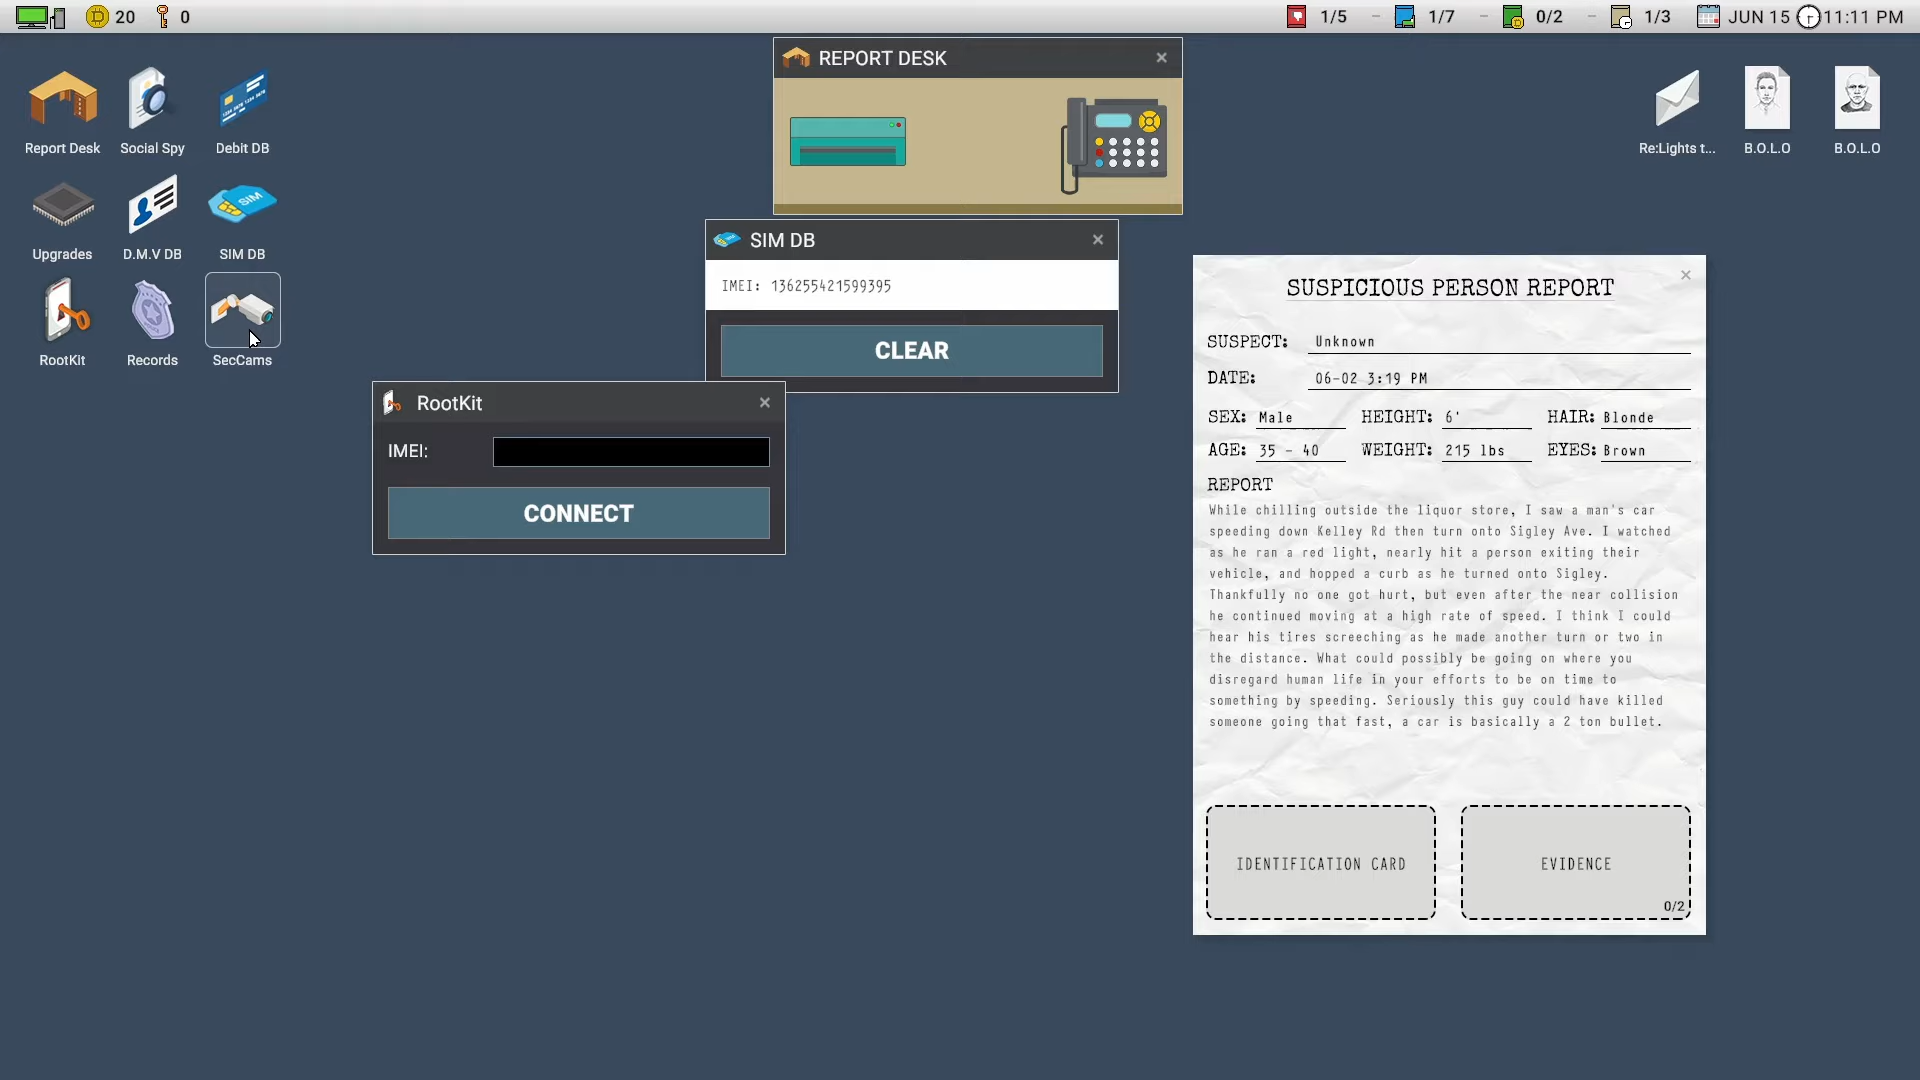 20
0
1/5
-
1/7
-
0/2
-
1/3
JUN 15
11:11 PM
Report Desk
Social Spy
Debit DB
Upgrades
D.M.V DB
SIM DB
RootKit
Records
SecCams
Re:Lights t...
B.O.L.O
B.O.L.O
REPORT DESK
SIM
SIM DB
IMEI: 136255421599395
CLEAR
RootKit
IMEI:
CONNECT
SUSPICIOUS PERSON REPORT
SUSPECT: Unknown
DATE: 06-02 3:19 PM
SEX: Male HEIGHT: 6' HAIR: Blonde
AGE: 35 - 40 WEIGHT: 215 lbs EYES: Brown
REPORT
While chilling outside the liquor store, I saw a man's car
speeding down Kelley Rd then turn onto Sigley Ave. I watched
as he ran a red light, nearly hit a person exiting their
vehicle, and hopped a curb as he turned onto Sigley.
Thankfully no one got hurt, but even after the near collision
he continued moving at a high rate of speed. I think I could
hear his tires screeching as he made another turn or two in
the distance. What could possibly be going on where you
disregard human life in your efforts to be on time to
something by speeding. Seriously this guy could have killed
someone going that fast, a car is basically a 2 ton bullet.
IDENTIFICATION CARD
EVIDENCE
0/2